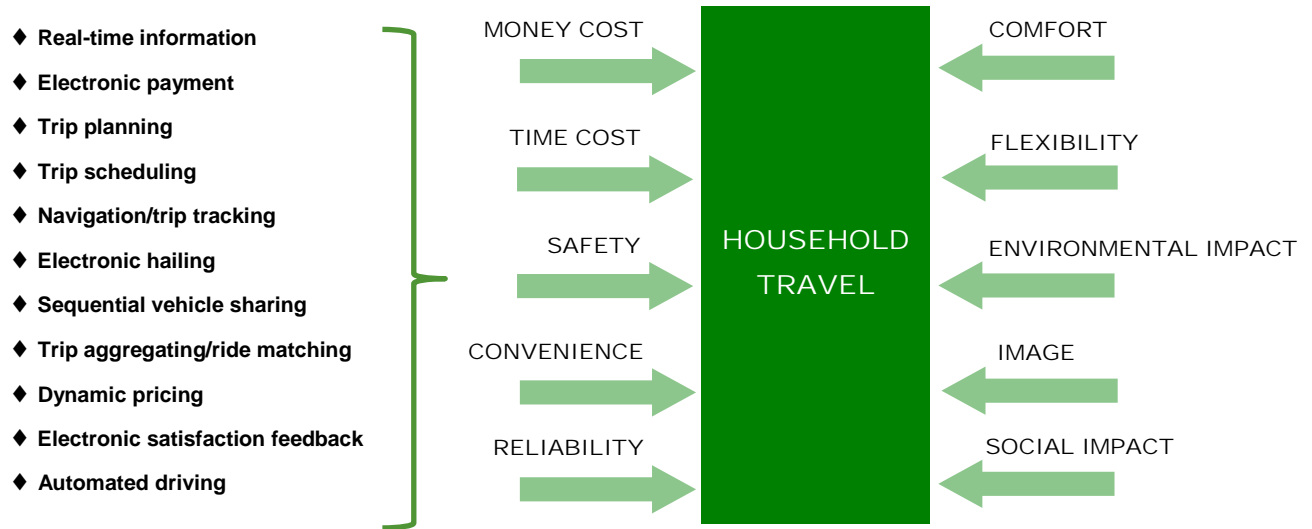 ♦ Real-time information
♦ Electronic payment
♦ Trip planning
♦ Trip scheduling
♦ Navigation/trip tracking
♦ Electronic hailing
♦ Sequential vehicle sharing
♦ Trip aggregating/ride matching
♦ Dynamic pricing
♦ Electronic satisfaction feedback
♦ Automated driving
MONEY COST
TIME COST
SAFETY
CONVENIENCE
RELIABILITY
HOUSEHOLD
TRAVEL
COMFORT
FLEXIBILITY
ENVIRONMENTAL IMPACT
IMAGE
SOCIAL IMPACT